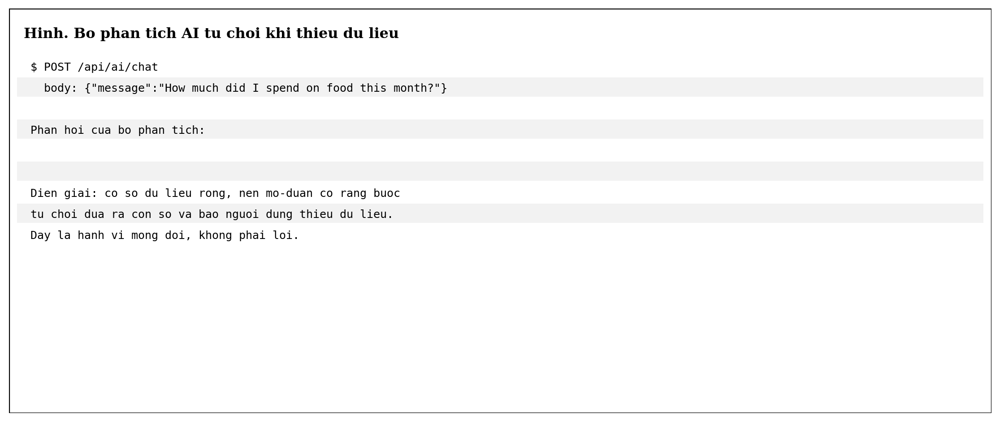 Hinh. Bo phan tich AI tu choi khi thieu du lieu
$ POST /api/ai/chat
body: {"message":"How much did I spend on food this month?"}
Phan hoi cua bo phan tich:
Dien giai: co so du lieu rong, nen mo-duan co rang buoc
tu choi dua ra con so va bao nguoi dung thieu du lieu.
Day la hanh vi mong doi, khong phai loi.